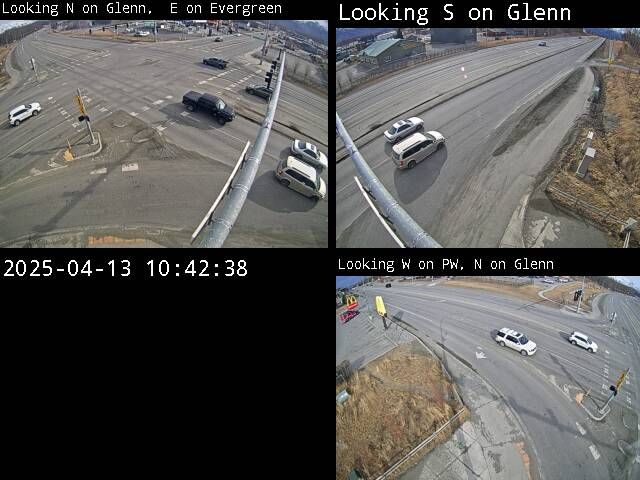 Looking N on Glenn,  E on Evergreen
Looking S on Glenn
2025-04-13 10:42:38
Looking W on PW, N on Glenn